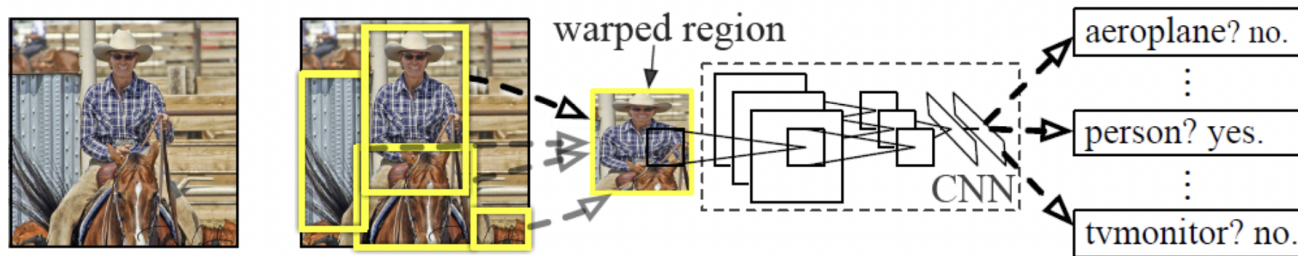 warped region
aeroplane? no.
⋮
person? yes.
CNN
⋮
tvmonitor? no.